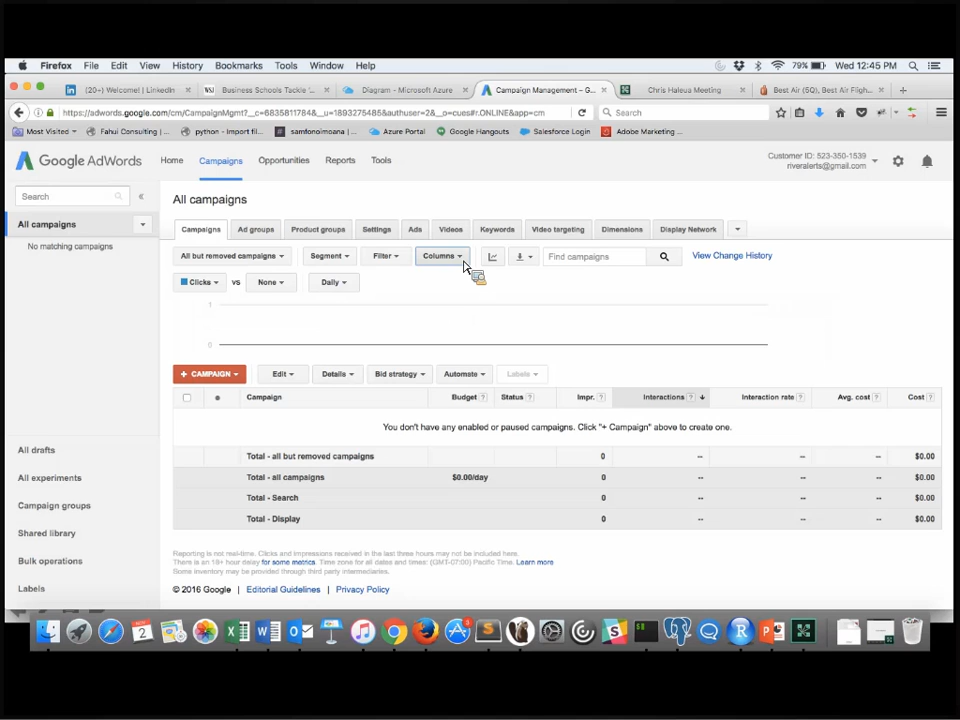 Firefox File Edit View History Bookmarks Tools Window Help 79% Wed 12:45 PM
(20+) Welcome! | LinkedIn Business Schools Tackle ' Diagram - Microsoft Azure Campaign Management – G Chris Haleua Meeting Best Air (5Q), Best Air Fligh
https://adwords.google.com/cm/CampaignMgmt?__c=6835811784&__u=1893275485&authuser=2&__o=cues#r.ONLINE&app=cm Search
Most Visited Fahui Consulting | python - Import fil samfonoimoana | Azure Portal Google Hangouts Salesforce Login Adobe Marketing
Google AdWords Home Campaigns Opportunities Reports Tools
Customer ID: 523-350-1539
riveralerts@gmail.com
Search
All campaigns
All campaigns
No matching campaigns
All drafts
All experiments
Campaign groups
Shared library
Bulk operations
Labels
Campaigns Ad groups Product groups Settings Ads Videos Keywords Video targeting Dimensions Display Network
All but removed campaigns Segment Filter Columns Find campaigns View Change History
Clicks vs None Daily
1
0
+ CAMPAIGN Edit Details Bid strategy Automate Labels
Campaign Budget ? Status ? Impr. ? Interactions ? Interaction rate ? Avg. cost ? Cost ?
You don't have any enabled or paused campaigns. Click "+ Campaign" above to create one.
Total - all but removed campaigns 0 -- -- -- $0.00
Total - all campaigns $0.00/day 0 -- -- -- $0.00
Total - Search 0 -- -- -- $0.00
Total - Display 0 -- -- -- $0.00
Reporting is not real-time. Clicks and impressions received in the last three hours may not be included here.
There is an 18+ hour delay for some metrics. Time zone for all dates and times: (GMT-07:00) Pacific Time. Learn more
Some inventory may be provided through third party intermediaries.
© 2016 Google | Editorial Guidelines | Privacy Policy
NOV
2